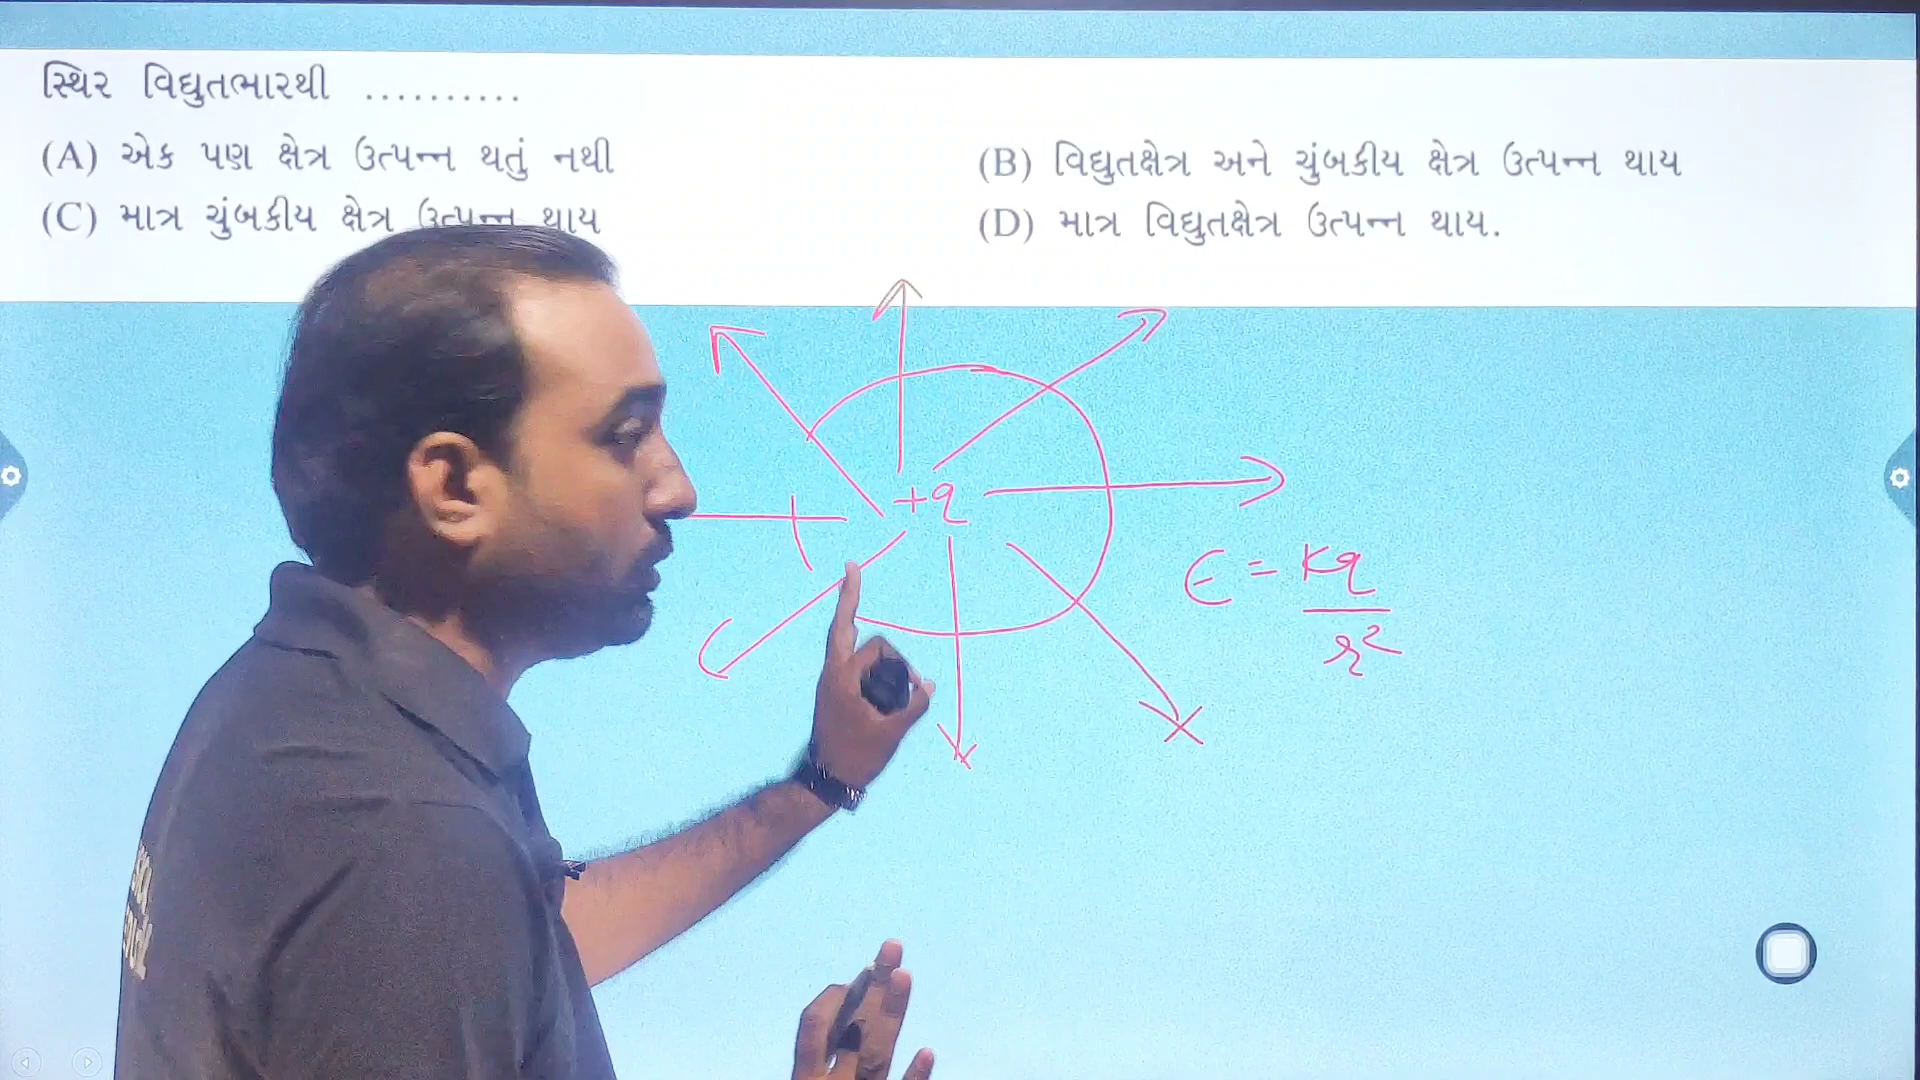 સ્થિર વિદ્યુતભારથી ..........
(A) એક પણ ક્ષેત્ર ઉત્પન્ન થતું નથી
(B) વિદ્યુતક્ષેત્ર અને ચુંબકીય ક્ષેત્ર ઉત્પન્ન થાય
(C) માત્ર ચુંબકીય ક્ષેત્ર ઉત્પન્ન થાય
(D) માત્ર વિદ્યુતક્ષેત્ર ઉત્પન્ન થાય.
+q
E = kq
r²